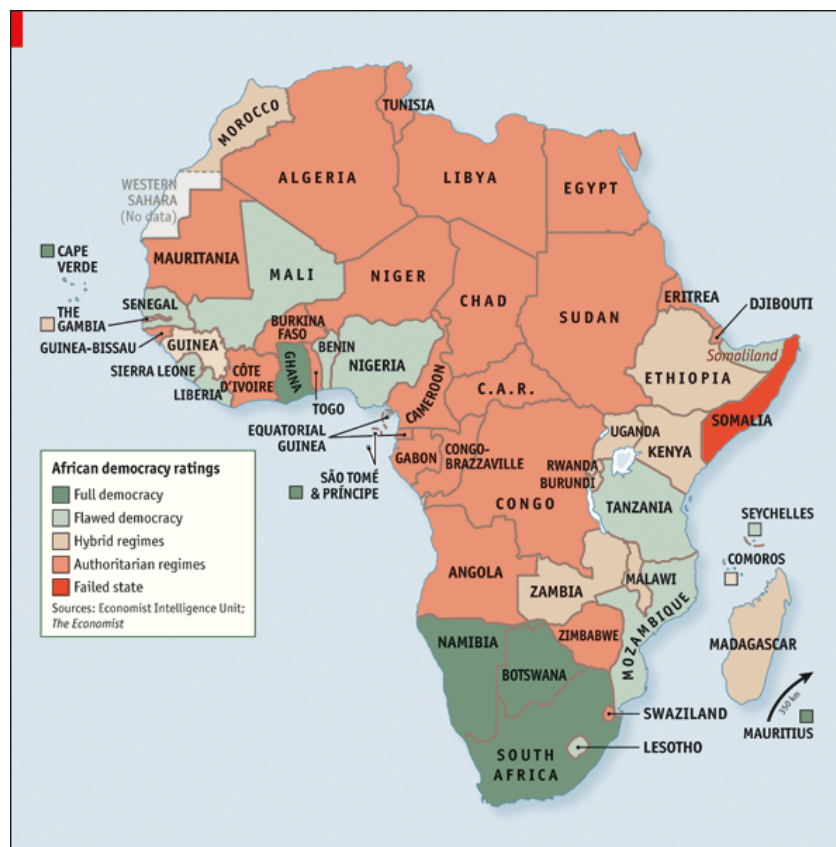 MOROCCO
TUNISIA
ALGERIA
LIBYA
EGYPT
WESTERN
SAHARA
(No data)
MAURITANIA
MALI
NIGER
CHAD
SUDAN
ERITREA
DJIBOUTI
CAPE
VERDE
SENEGAL
THE
GAMBIA
GUINEA-BISSAU
GUINEA
SIERRA LEONE
LIBERIA
CÔTE
D'IVOIRE
BURKINA
FASO
GHANA
BENIN
TOGO
NIGERIA
CAMEROON
C.A.R.
Somaliland
ETHIOPIA
SOMALIA
EQUATORIAL
GUINEA
SÃO TOMÉ
& PRÍNCIPE
GABON
CONGO-
BRAZZAVILLE
CONGO
UGANDA
KENYA
RWANDA
BURUNDI
TANZANIA
SEYCHELLES
COMOROS
ANGOLA
ZAMBIA
MALAWI
MOZAMBIQUE
ZIMBABWE
MADAGASCAR
NAMIBIA
BOTSWANA
SOUTH
AFRICA
SWAZILAND
LESOTHO
350 km
MAURITIUS
African democracy ratings
Full democracy
Flawed democracy
Hybrid regimes
Authoritarian regimes
Failed state
Sources: Economist Intelligence Unit;
The Economist